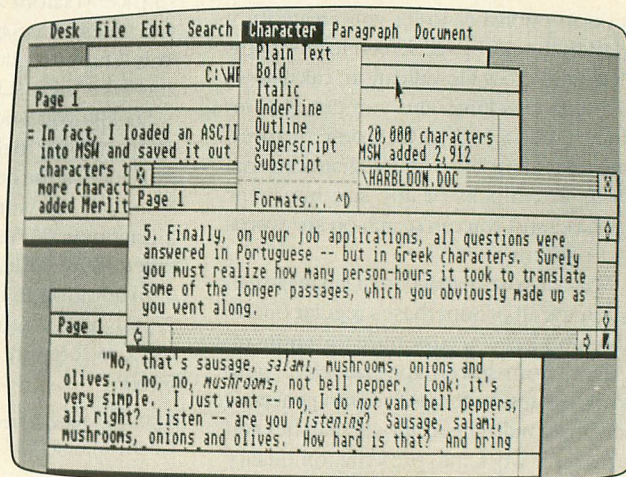 Desk File Edit Search Character Paragraph Document
Plain Text
Bold
Italic
Underline
Outline
Superscript
Subscript
Formats... ^D
C:\WP
Page 1
= In fact, I loaded an ASCII 20,000 characters
into MSW and saved it out MSW added 2,912
characters t
more charact
added Merlit
\HARBLOON.DOC
Page 1
5. Finally, on your job applications, all questions were
answered in Portuguese -- but in Greek characters. Surely
you must realize how many person-hours it took to translate
some of the longer passages, which you obviously made up as
you went along.
Page 1
"No, that's sausage, salami, mushrooms, onions and
olives... no, no, mushrooms, not bell pepper. Look: it's
very simple. I just want -- no, I do not want bell peppers,
all right? Listen -- are you listening? Sausage, salami,
mushrooms, onions and olives. How hard is that? And bring